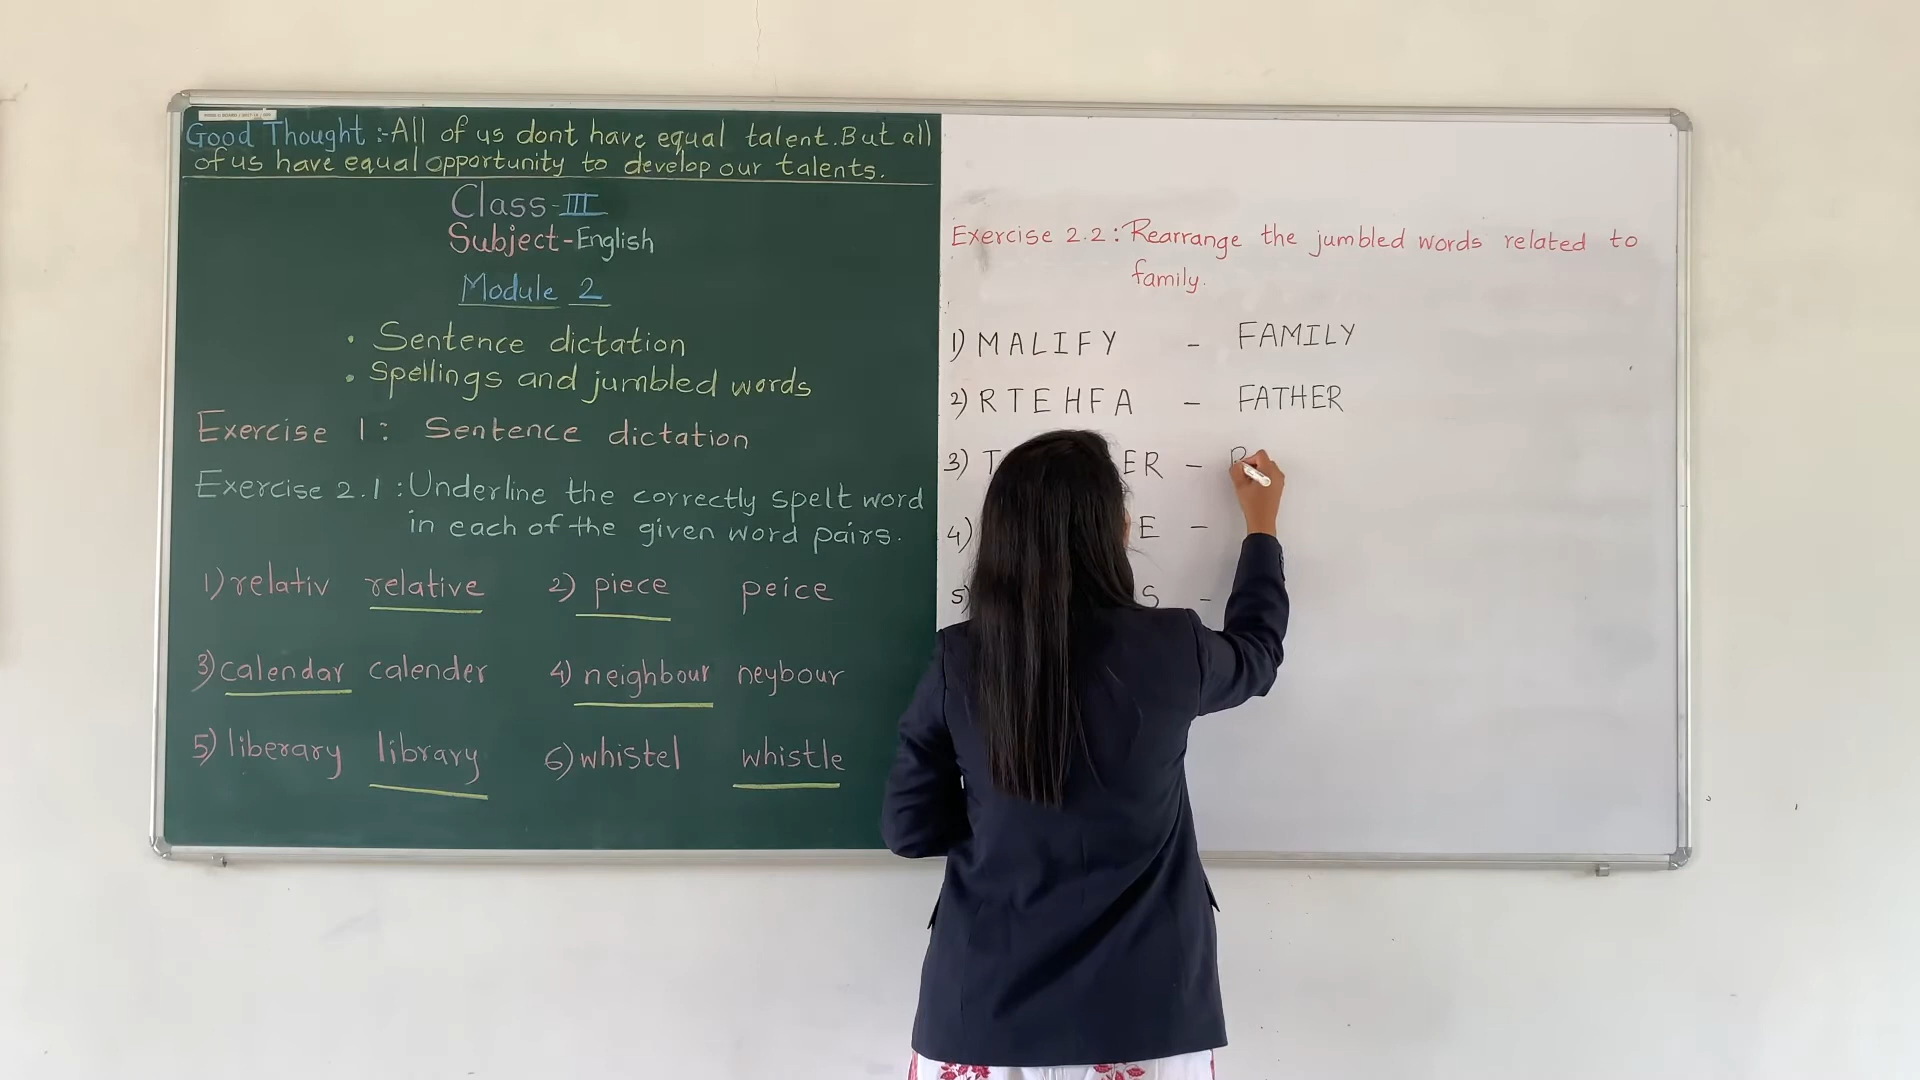 Good Thought :- All of us dont have equal talent. But all
of us have equal opportunity to develop our talents.
Class-III
Subject-English
Module 2
• Sentence dictation
• Spellings and jumbled words
Exercise 1: Sentence dictation
Exercise 2.1 : Underline the correctly spelt word
in each of the given word pairs.
1) relativ relative 2) piece peice
3) calendar calender 4) neighbour neybour
5) liberary library 6) whistel whistle
Exercise 2.2 : Rearrange the jumbled words related to
family.
1) MALIFY - FAMILY
2) RTEHFA - FATHER
3) T ER -
4) E -
5) S -